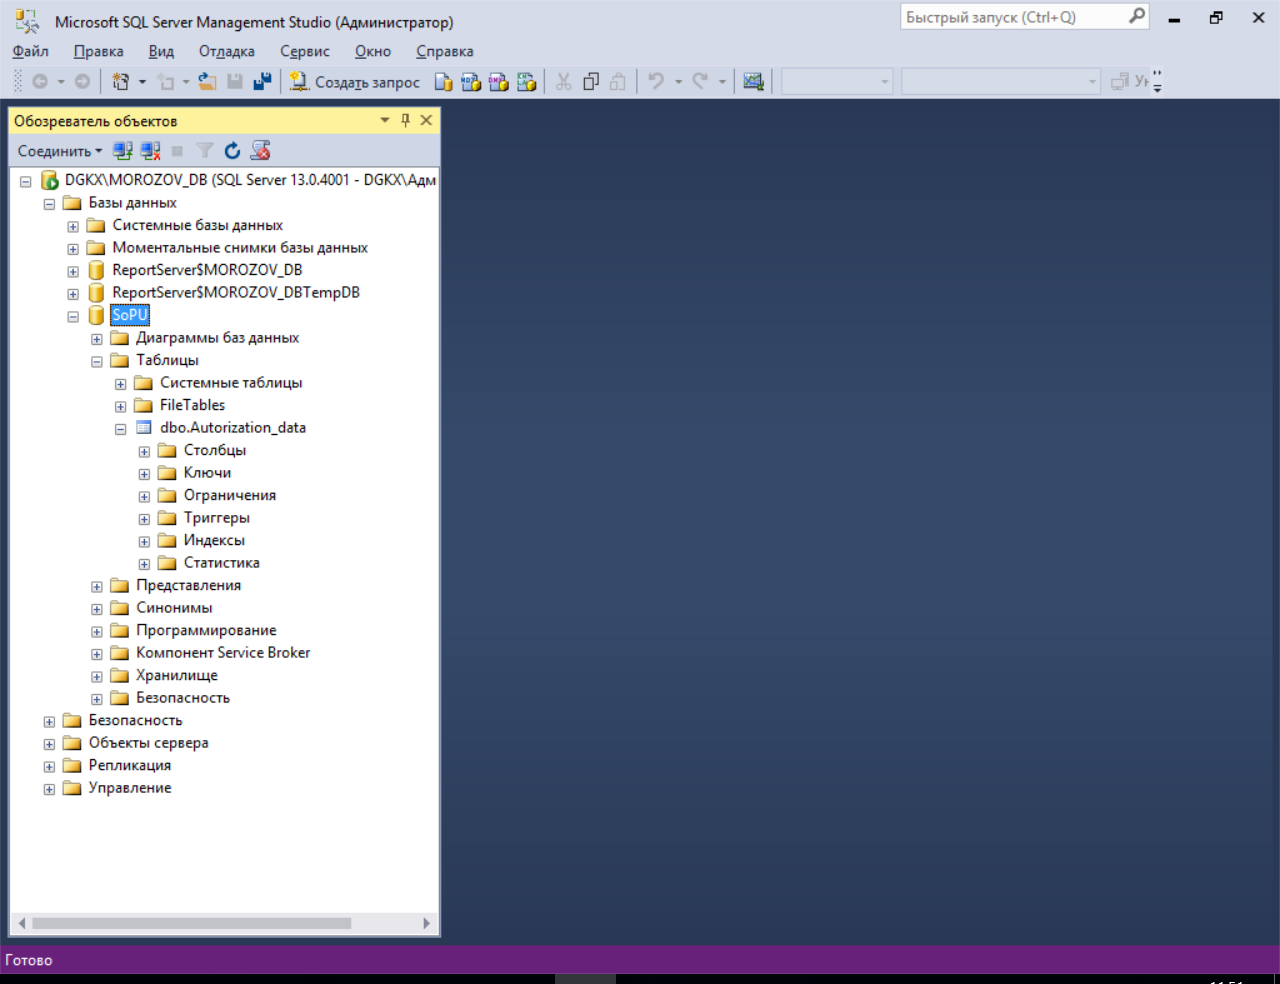 Microsoft SQL Server Management Studio (Администратор)
Быстрый запуск (Ctrl+Q)
Файл Правка Вид Отладка Сервис Окно Справка
Создать запрос
Обозреватель объектов
Соединить
DGKX\MOROZOV_DB (SQL Server 13.0.4001 - DGKX\Адм
Базы данных
Системные базы данных
Моментальные снимки базы данных
ReportServer$MOROZOV_DB
ReportServer$MOROZOV_DBTempDB
SoPU
Диаграммы баз данных
Таблицы
Системные таблицы
FileTables
dbo.Autorization_data
Столбцы
Ключи
Ограничения
Триггеры
Индексы
Статистика
Представления
Синонимы
Программирование
Компонент Service Broker
Хранилище
Безопасность
Безопасность
Объекты сервера
Репликация
Управление
Готово